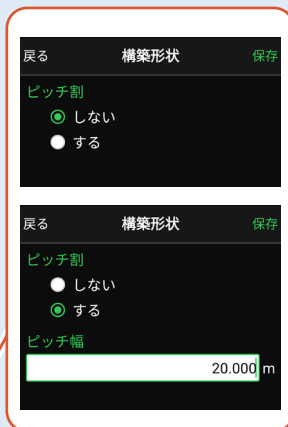 戻る 構築形状 保存
ピッチ割
しない
する
戻る 構築形状 保存
ピッチ割
しない
する
ピッチ幅
20.000 m